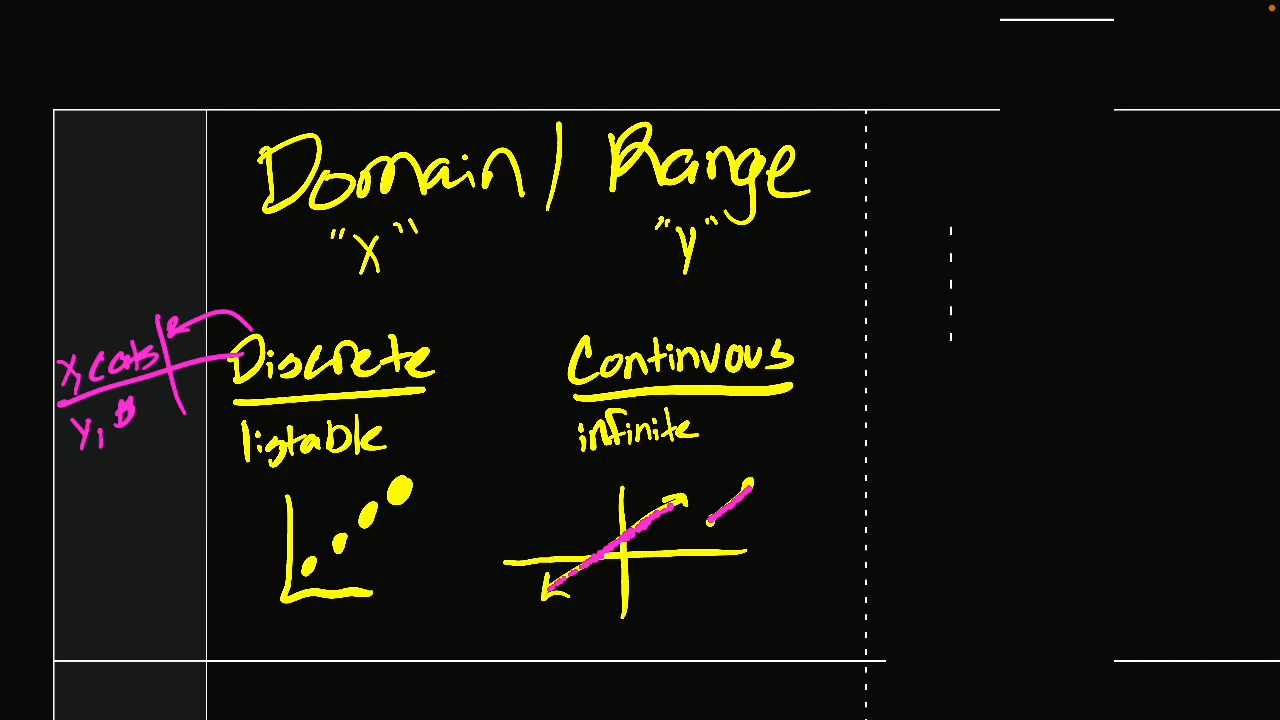 Domain / Range
"X" "Y"
Discrete Continuous
x, cats
y, $
listable infinite